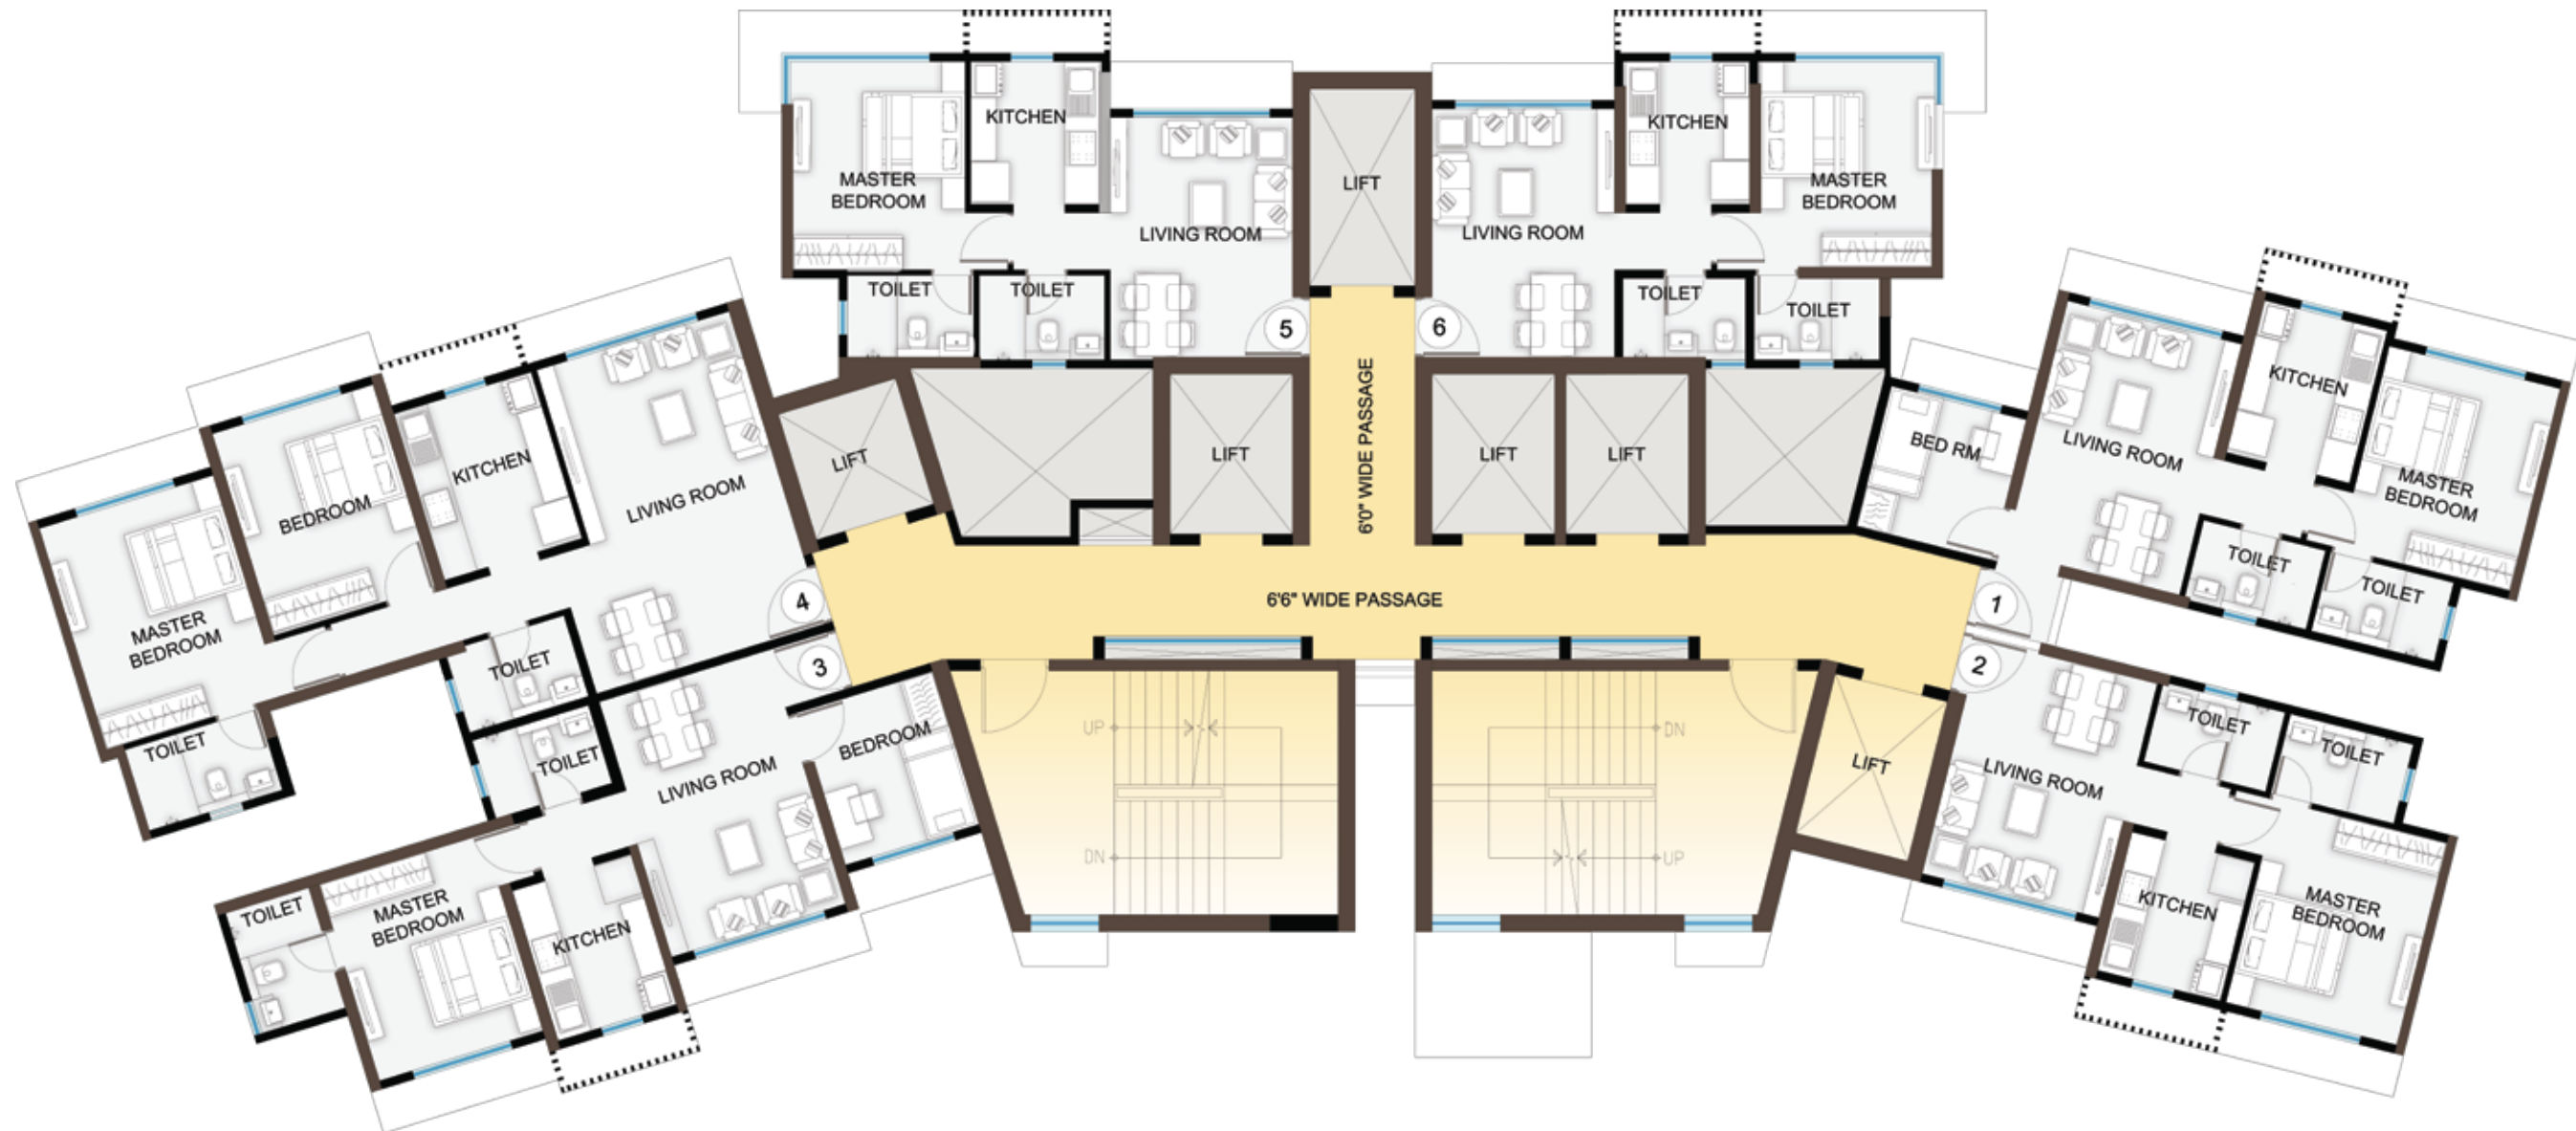 KITCHEN
MASTER
BEDROOM
LIVING ROOM
TOILET
TOILET
5
LIFT
6
KITCHEN
LIVING ROOM
MASTER
BEDROOM
TOILET
TOILET
6'0" WIDE PASSAGE
LIFT
LIFT
LIFT
LIFT
BED RM
LIVING ROOM
KITCHEN
MASTER
BEDROOM
TOILET
TOILET
1
KITCHEN
LIVING ROOM
BEDROOM
MASTER
BEDROOM
TOILET
TOILET
4
6'6" WIDE PASSAGE
3
TOILET
LIVING ROOM
BEDROOM
TOILET
MASTER
BEDROOM
KITCHEN
UP
DN
DN
UP
LIFT
2
TOILET
TOILET
LIVING ROOM
KITCHEN
MASTER
BEDROOM